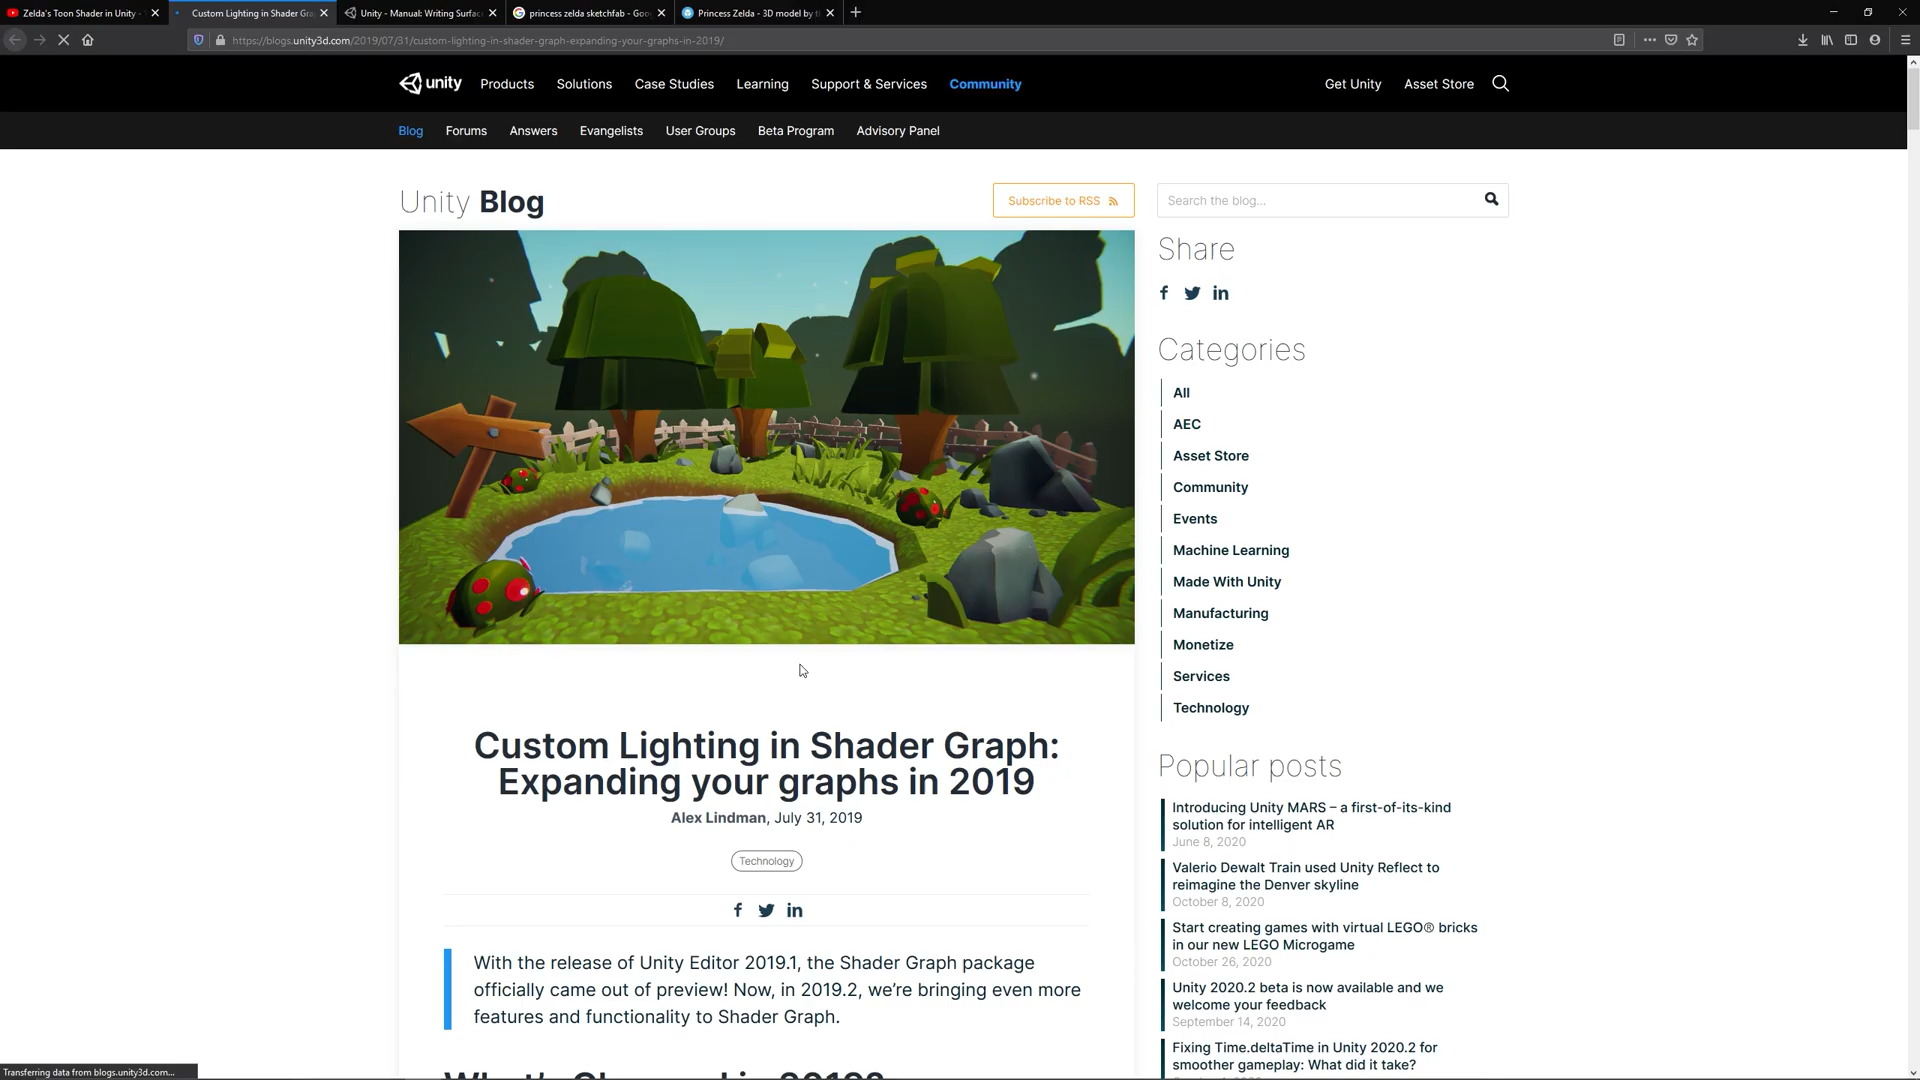 Zelda's Toon Shader in Unity -
Custom Lighting in Shader Gra
Unity - Manual: Writing Surfac
princess zelda sketchfab - Goo
Princess Zelda - 3D model by t
https://blogs.unity3d.com/2019/07/31/custom-lighting-in-shader-graph-expanding-your-graphs-in-2019/
unity
Products
Solutions
Case Studies
Learning
Support & Services
Community
Get Unity
Asset Store
Blog
Forums
Answers
Evangelists
User Groups
Beta Program
Advisory Panel
Unity Blog
Subscribe to RSS
Search the blog...
Share
Categories
All
AEC
Asset Store
Community
Events
Machine Learning
Made With Unity
Manufacturing
Monetize
Services
Technology
Custom Lighting in Shader Graph:
Expanding your graphs in 2019
Alex Lindman, July 31, 2019
Technology
With the release of Unity Editor 2019.1, the Shader Graph package
officially came out of preview! Now, in 2019.2, we’re bringing even more
features and functionality to Shader Graph.
Popular posts
Introducing Unity MARS – a first-of-its-kind
solution for intelligent AR
June 8, 2020
Valerio Dewalt Train used Unity Reflect to
reimagine the Denver skyline
October 8, 2020
Start creating games with virtual LEGO® bricks
in our new LEGO Microgame
October 26, 2020
Unity 2020.2 beta is now available and we
welcome your feedback
September 14, 2020
Fixing Time.deltaTime in Unity 2020.2 for
smoother gameplay: What did it take?
Transferring data from blogs.unity3d.com...